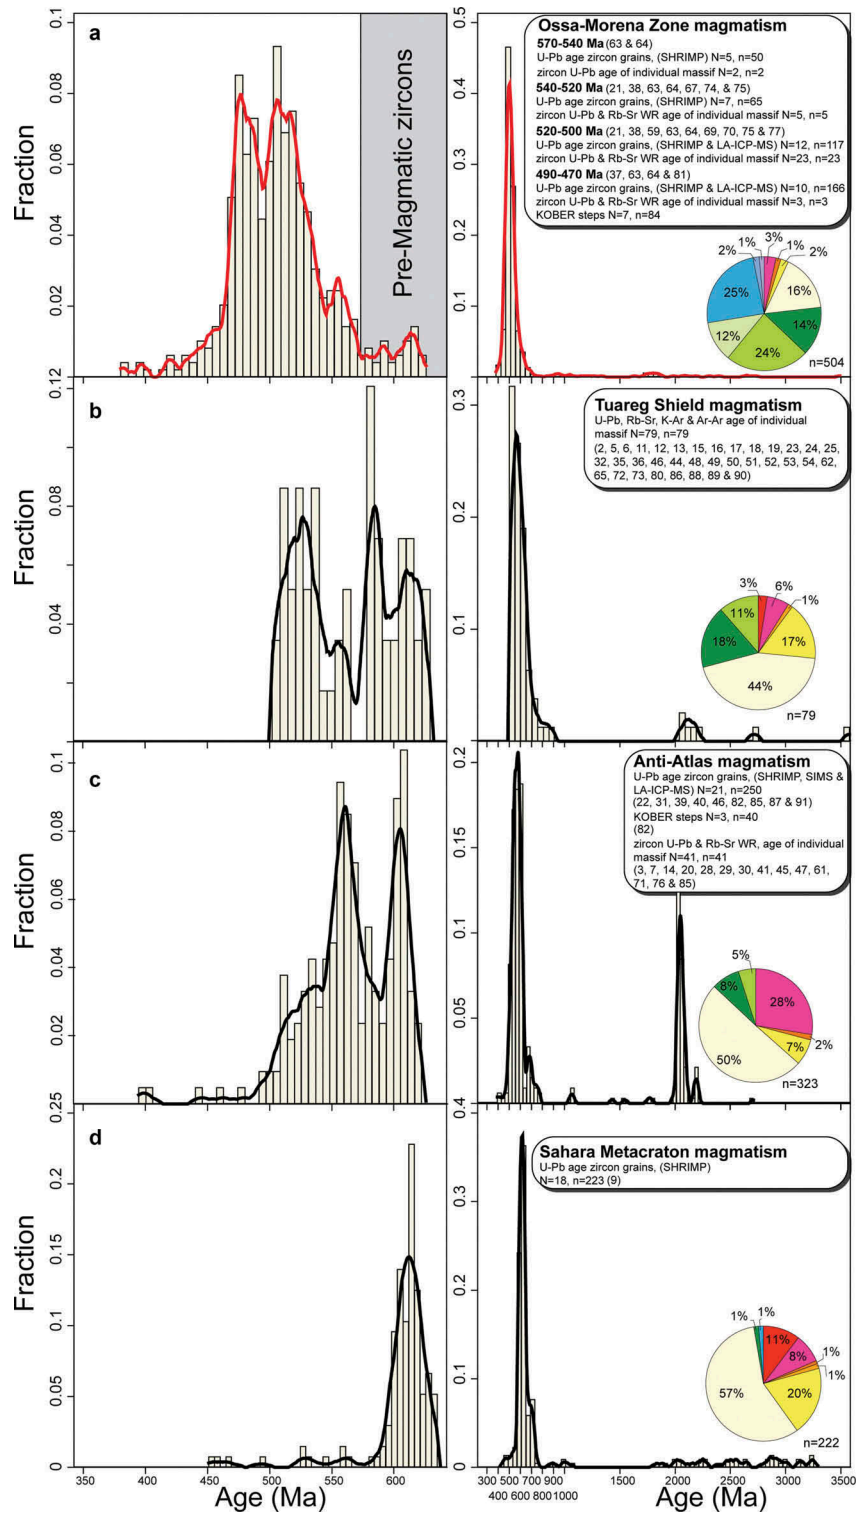 a
Fraction
0.12
0.1
0.08
0.04
0.02
Pre-Magmatic zircons
0.5
0.4
0.3
0.2
0.1
Ossa-Morena Zone magmatism
570-540 Ma (63 & 64)
U-Pb age zircon grains, (SHRIMP) N=5, n=50
zircon U-Pb age of individual massif N=2, n=2
540-520 Ma (21, 38, 63, 64, 67, 74, & 75)
U-Pb age zircon grains, (SHRIMP) N=7, n=65
zircon U-Pb & Rb-Sr WR age of individual massif N=5, n=5
520-500 Ma (21, 38, 59, 63, 64, 69, 70, 75 & 77)
U-Pb age zircon grains, (SHRIMP & LA-ICP-MS) N=12, n=117
zircon U-Pb & Rb-Sr WR age of individual massif N=23, n=23
490-470 Ma (37, 63, 64 & 81)
U-Pb age zircon grains, (SHRIMP & LA-ICP-MS) N=10, n=166
zircon U-Pb & Rb-Sr WR age of individual massif N=3, n=3
KOBER steps N=7, n=84
2%
1%
3%
1%
2%
16%
14%
24%
12%
25%
n=504
b
Fraction
0.12
0.08
0.04
0.3
0.2
0.1
Tuareg Shield magmatism
U-Pb, Rb-Sr, K-Ar & Ar-Ar age of individual
massif N=79, n=79
(2, 5, 6, 11, 12, 13, 15, 16, 17, 18, 19, 23, 24, 25,
32, 35, 36, 46, 44, 48, 49, 50, 51, 52, 53, 54, 62,
65, 72, 73, 80, 86, 88, 89 & 90)
3%
6%
1%
17%
44%
18%
11%
n=79
c
Fraction
0.1
0.08
0.04
0.02
0.2
0.15
0.1
0.05
Anti-Atlas magmatism
U-Pb age zircon grains, (SHRIMP, SIMS &
LA-ICP-MS) N=21, n=250
(22, 31, 39, 40, 46, 82, 85, 87 & 91)
KOBER steps N=3, n=40
(82)
zircon U-Pb & Rb-Sr WR, age of individual
massif N=41, n=41
(3, 7, 14, 20, 28, 29, 30, 41, 45, 47, 61,
71, 76 & 85)
5%
8%
28%
2%
7%
50%
n=323
d
Fraction
0.25
0.2
0.15
0.1
0.05
0
0.4
0.3
0.2
0.1
0
Sahara Metacraton magmatism
U-Pb age zircon grains, (SHRIMP)
N=18, n=223 (9)
1%
1%
11%
8%
1%
1%
20%
57%
n=222
350 400 450 500 550 600
Age (Ma)
300 500 700 900 1500 2000 2500 3000 3500
400 600 800 1000
Age (Ma)